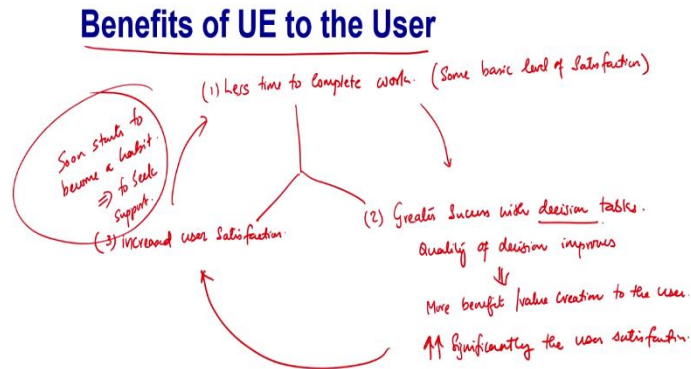 Benefits of UE to the User
(1) Less time to complete work. (Some basic level of Satisfaction)
Soon starts to
become a habit.
⇒ to seek
support.
(2) Greater Success with decision tasks.
Quality of decision improves
(3) increased user Satisfaction.
⇓
More benefit / value creation to the user.
↑↑ Significantly the user satisfaction.